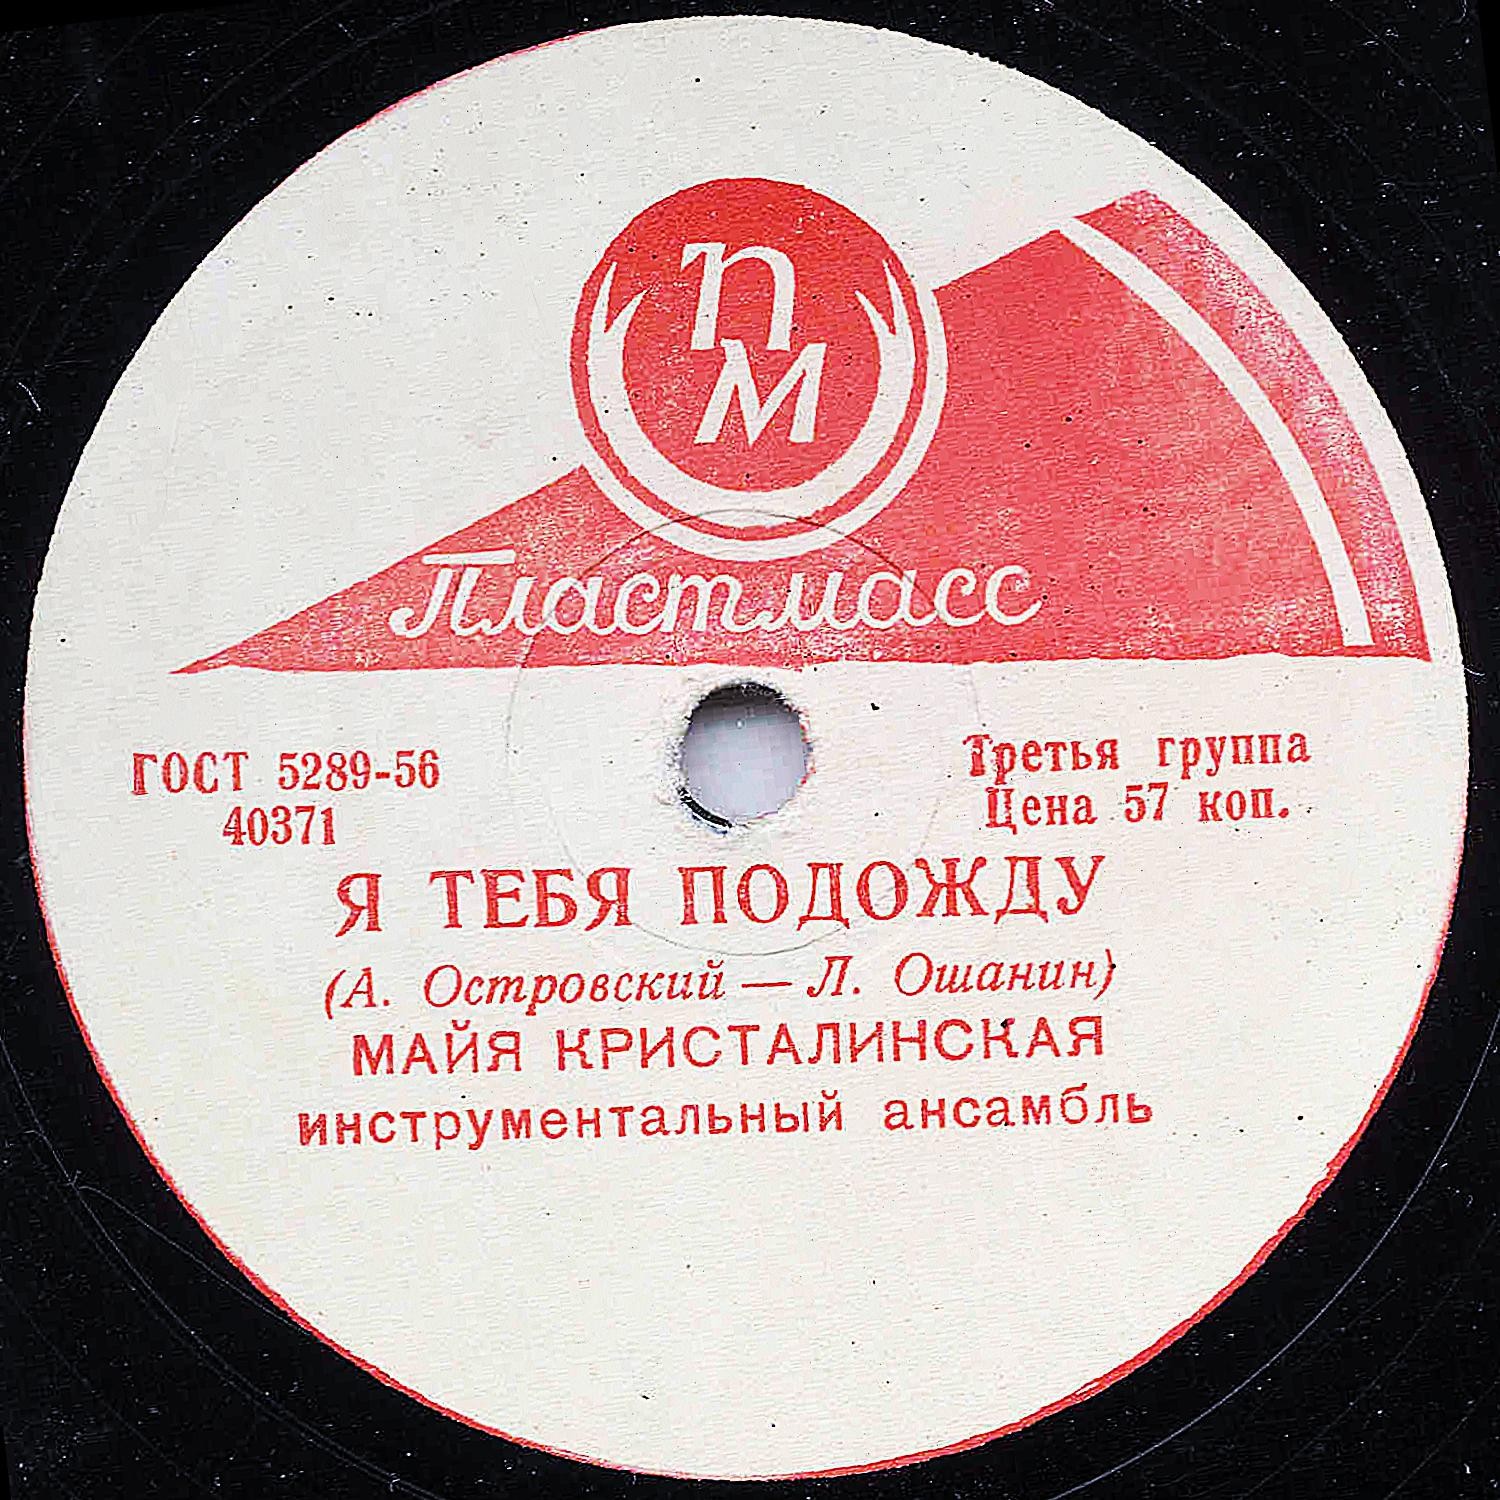 ПМ
Пластмасс
ГОСТ 5289-56
40371
Третья группа
Цена 57 коп.
Я ТЕБЯ ПОДОЖДУ
(А. Островский — Л. Ошанин)
МАЙЯ КРИСТАЛИНСКАЯ
инструментальный ансамбль